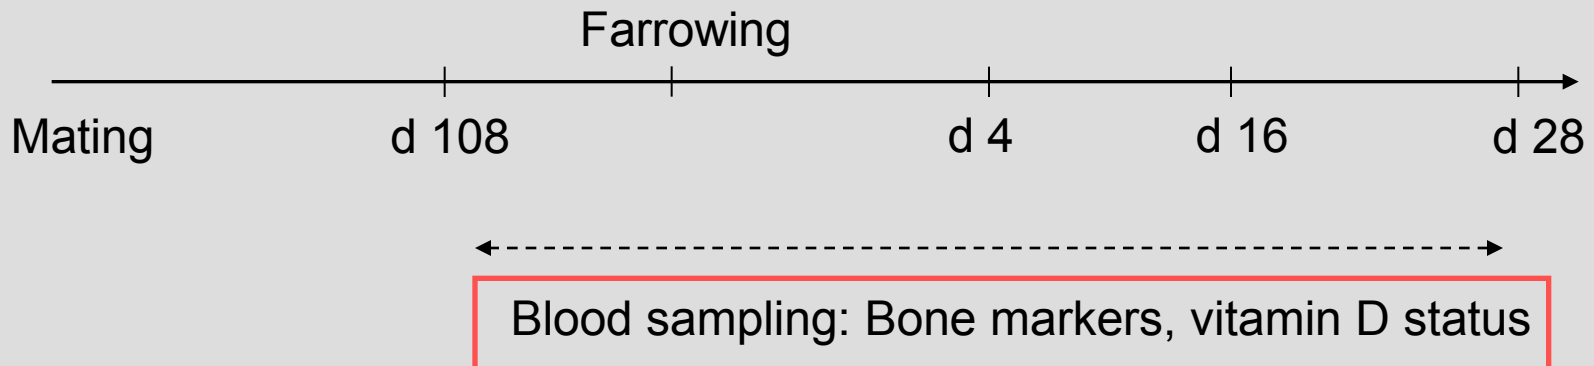 Farrowing
Mating d 108 d 4 d 16 d 28
Blood sampling: Bone markers, vitamin D status